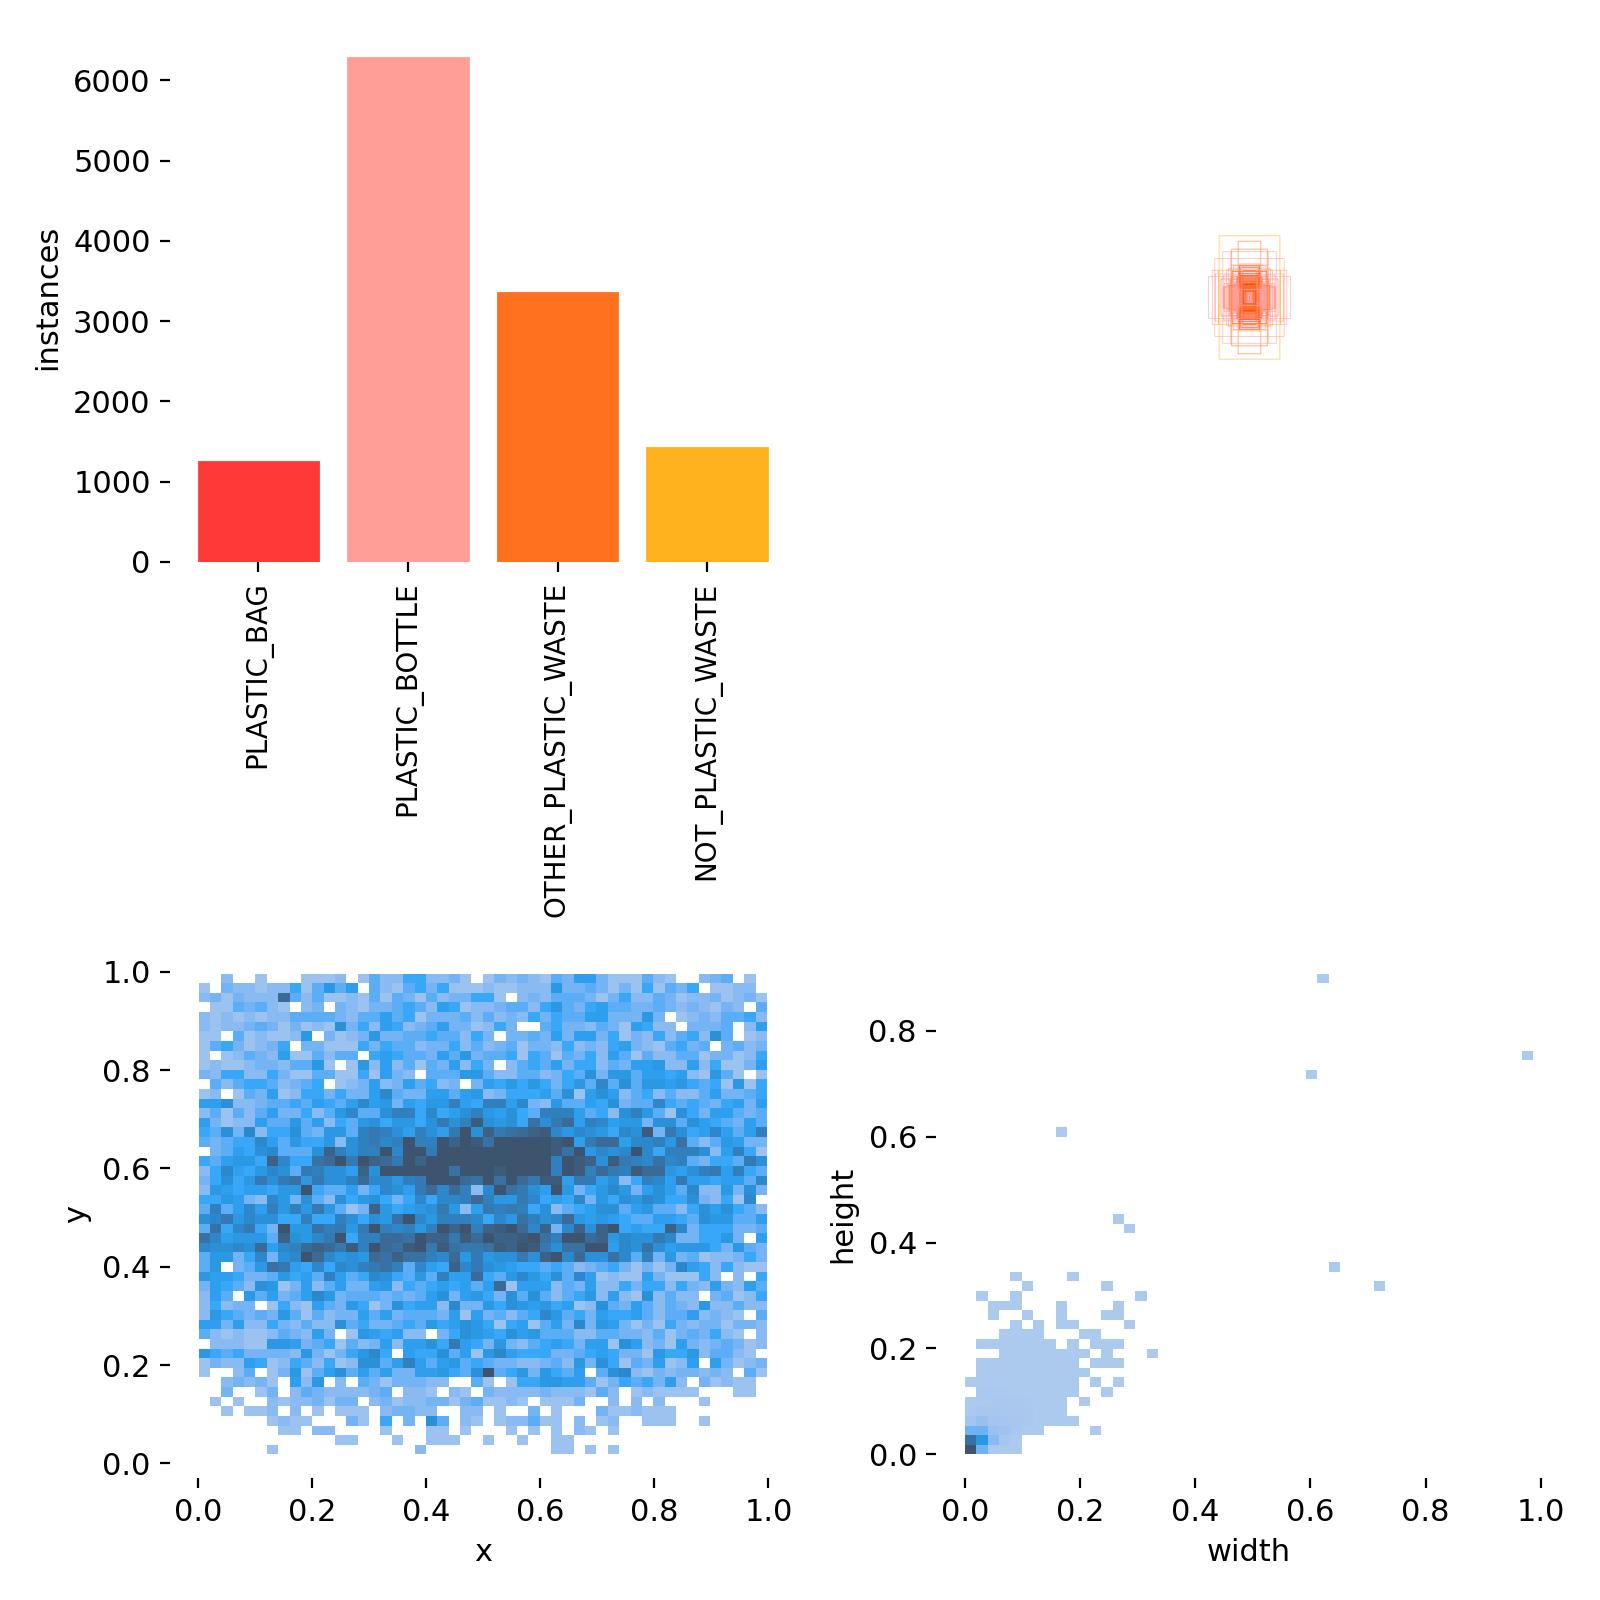 6000
5000
4000
3000
2000
1000
0
instances
PLASTIC_BAG
PLASTIC_BOTTLE
OTHER_PLASTIC_WASTE
NOT_PLASTIC_WASTE
1.0
0.8
0.6
0.4
0.2
0.0
y
0.0 0.2 0.4 0.6 0.8 1.0
x
0.8
0.6
0.4
0.2
0.0
height
0.0 0.2 0.4 0.6 0.8 1.0
width